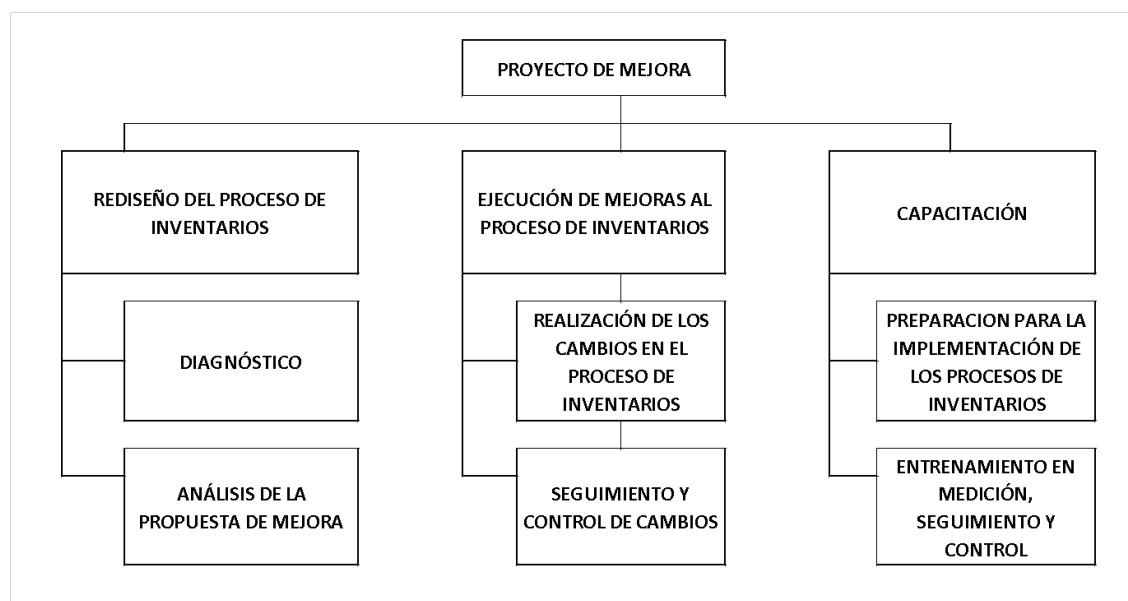 PROYECTO DE MEJORA
REDISEÑO DEL PROCESO DE
INVENTARIOS
DIAGNÓSTICO
ANÁLISIS DE LA
PROPUESTA DE MEJORA
EJECUCIÓN DE MEJORAS AL
PROCESO DE INVENTARIOS
REALIZACIÓN DE LOS
CAMBIOS EN EL
PROCESO DE
INVENTARIOS
SEGUIMIENTO Y
CONTROL DE CAMBIOS
CAPACITACIÓN
PREPARACION PARA LA
IMPLEMENTACIÓN DE
LOS PROCESOS DE
INVENTARIOS
ENTRENAMIENTO EN
MEDICIÓN,
SEGUIMIENTO Y
CONTROL